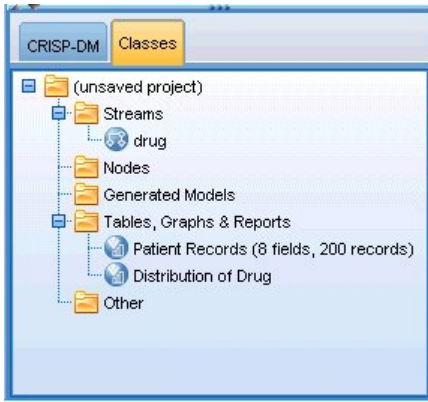 CRISP-DM Classes
(unsaved project)
Streams
drug
Nodes
Generated Models
Tables, Graphs & Reports
Patient Records (8 fields, 200 records)
Distribution of Drug
Other